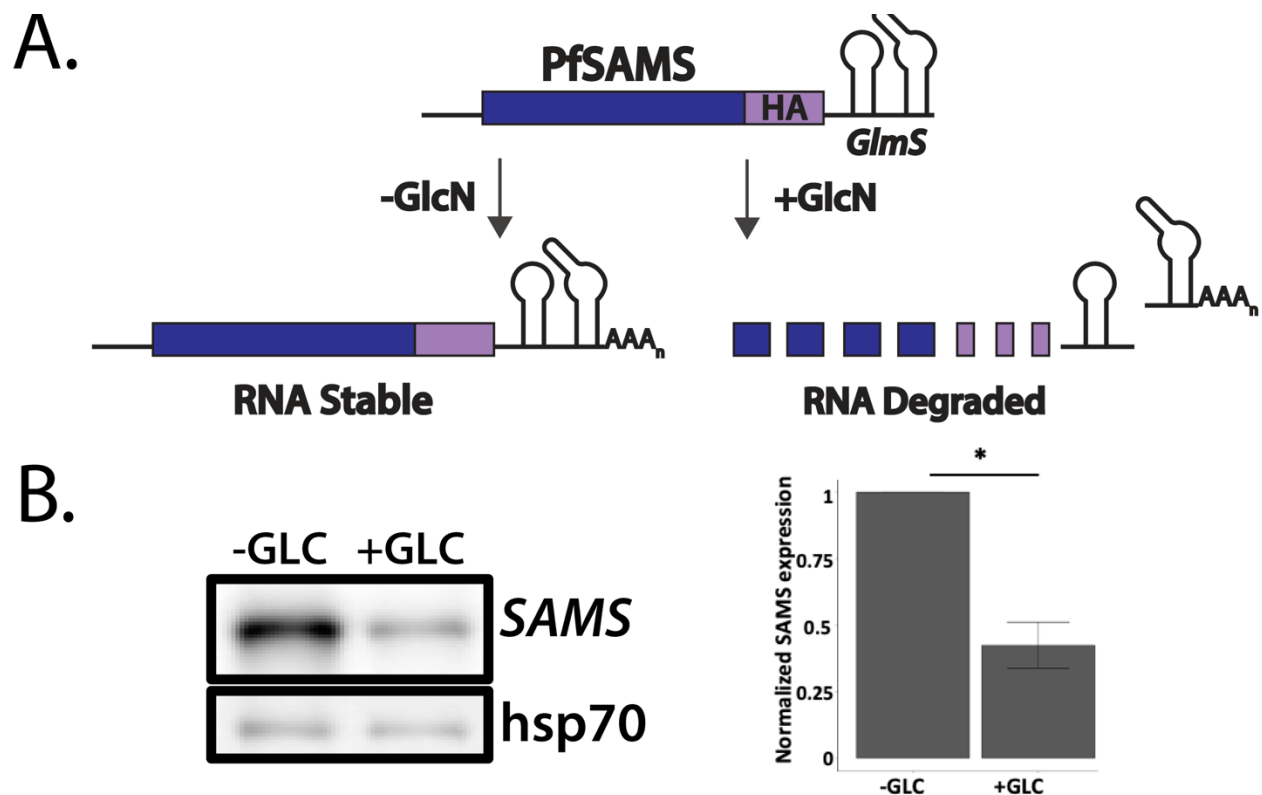 A.
PfSAMS
HA
GlmS
-GlcN
+GlcN
AAAn
AAAn
RNA Stable
RNA Degraded
B.
-GLC +GLC
SAMS
hsp70
*
Normalized SAMS expression
1
0.75
0.5
0.25
0
-GLC +GLC